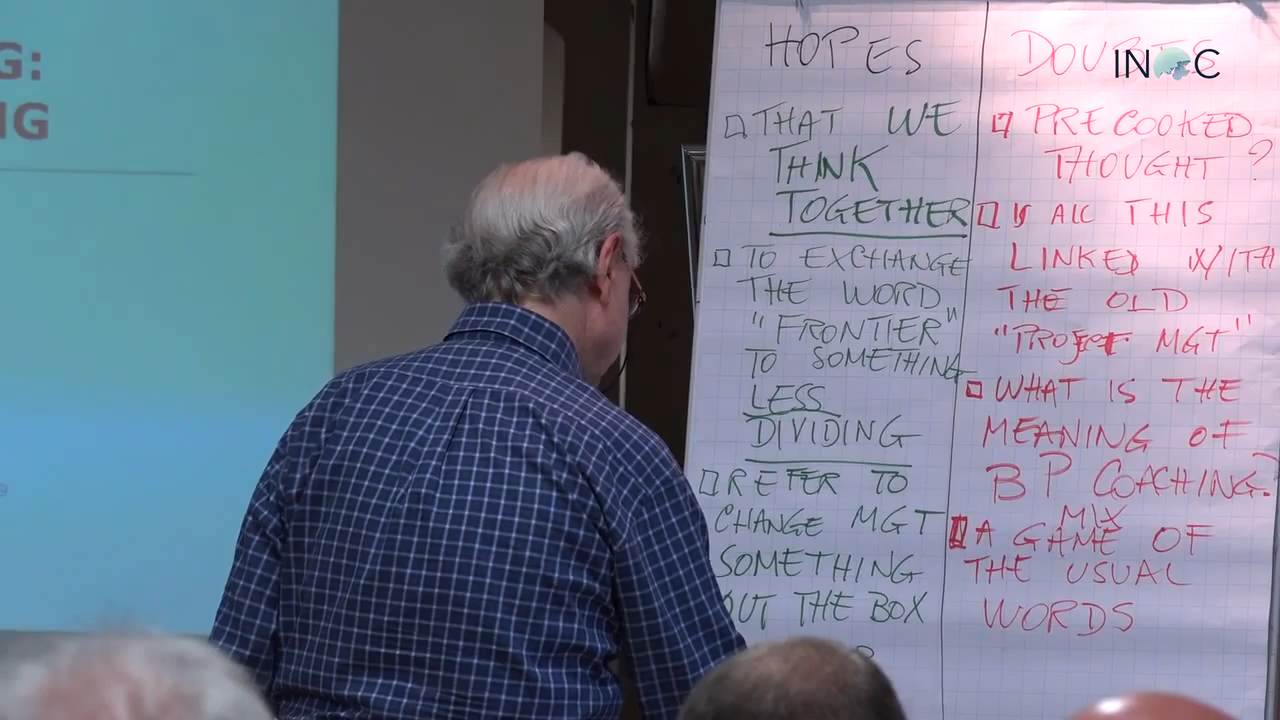 G:
NG
HOPES
THAT WE
THINK
TOGETHER
TO EXCHANGE
THE WORD
"FRONTIER"
TO SOMETHING
LESS
DIVIDING
REFER TO
CHANGE MGT
SOMETHING
OUT THE BOX
DOUBTS
PRECOOKED
THOUGHT?
IS ALL THIS
LINKED WITH
THE OLD
"PROJECT MGT"
WHAT IS THE
MEANING OF
BP COACHING?
MIX
A GAME OF
THE USUAL
WORDS
INOC